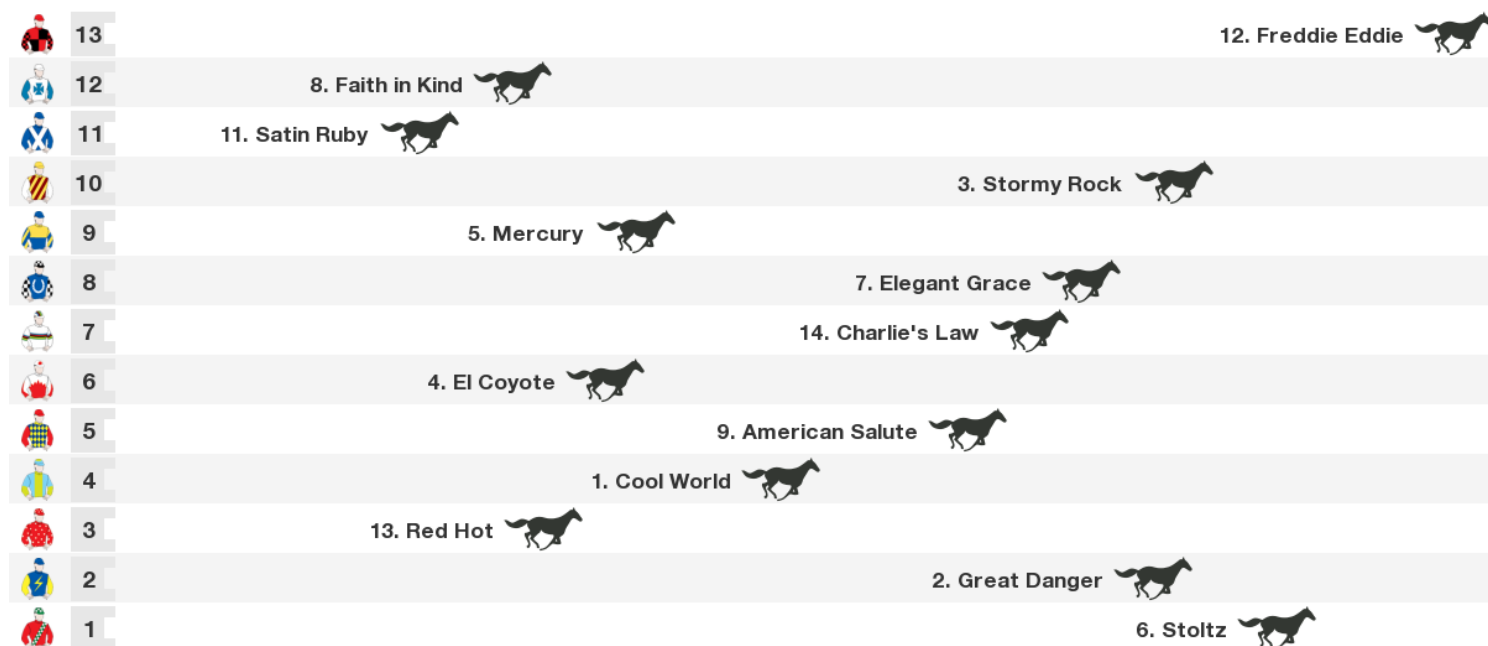 13 12. Freddie Eddie
12 8. Faith in Kind
11 11. Satin Ruby
10 3. Stormy Rock
9 5. Mercury
8 7. Elegant Grace
7 14. Charlie's Law
6 4. El Coyote
5 9. American Salute
4 1. Cool World
3 13. Red Hot
2 2. Great Danger
1 6. Stoltz